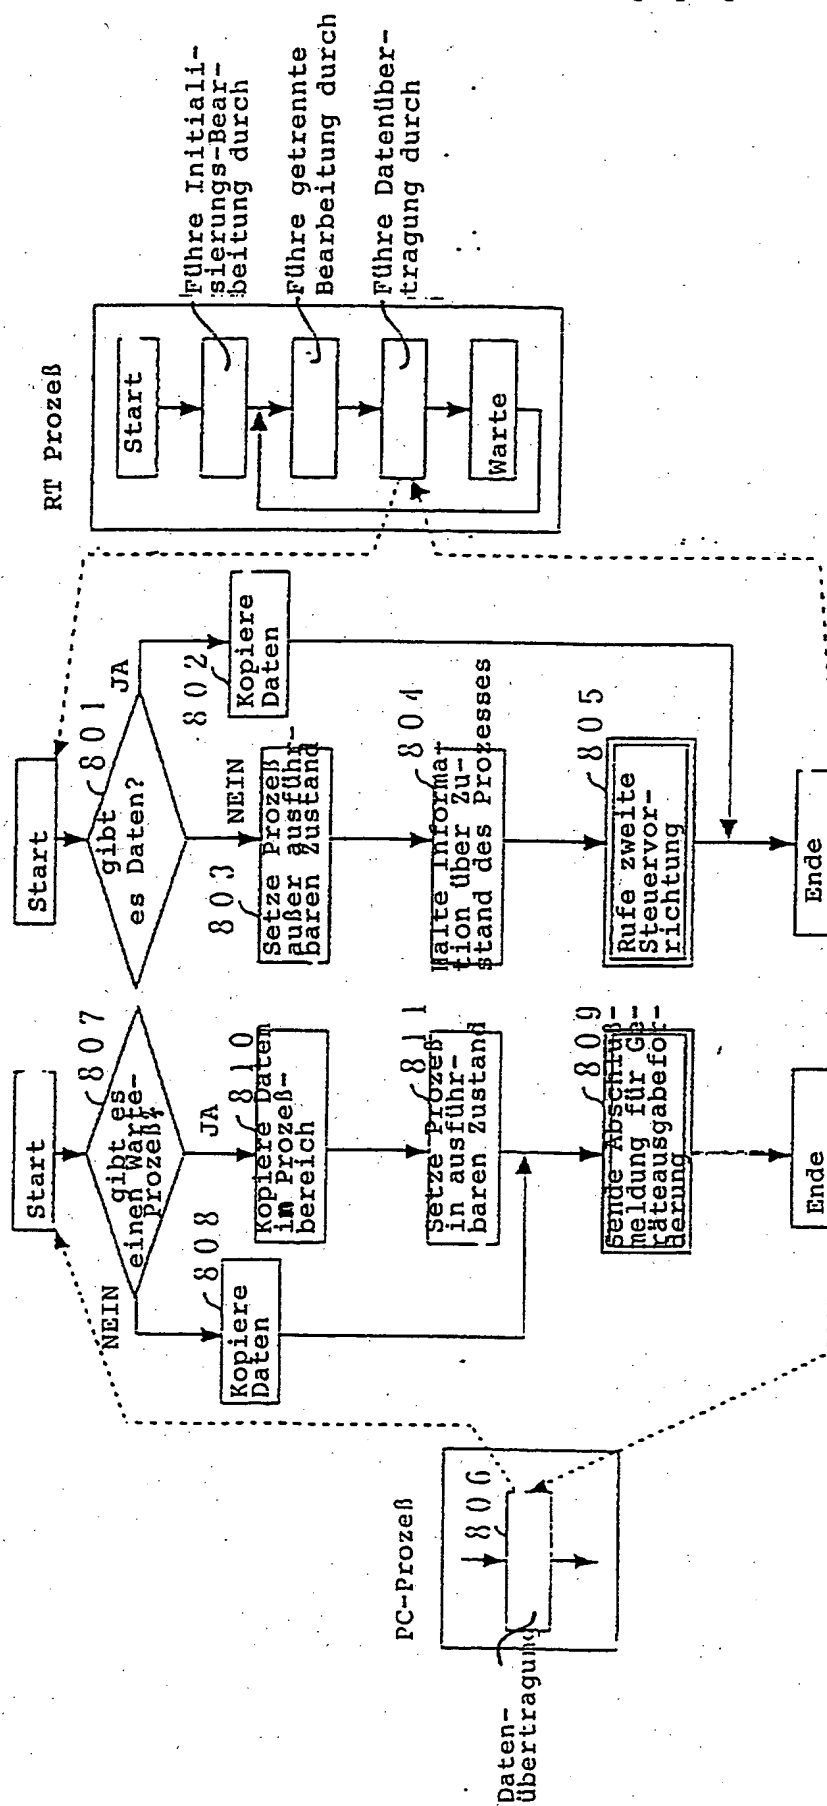 PC-Prozeß
806
Daten-
übertragung
Start
807
gibt es
einen Warte-
Prozeß?
NEIN
JA
808
Kopiere
Daten
810
Kopiere Daten
im Prozeß-
bereich
811
Setze Prozeß
in ausführ-
baren Zustand
809
Sende Abschluß-
meldung für Ge-
räteausgabefor-
derung
Ende
Start
801
gibt
es Daten?
JA
NEIN
802
Kopiere
Daten
803
Setze Prozeß
außer ausführ-
baren Zustand
804
Halte Informa-
tion über Zu-
stand des Prozesses
805
Rufe zweite
Steuervor-
richtung
Ende
RT Prozeß
Start
Führe Initiali-
sierungs-Bear-
beitung durch
Führe getrennte
Bearbeitung durch
Führe Datenüber-
tragung durch
Warte